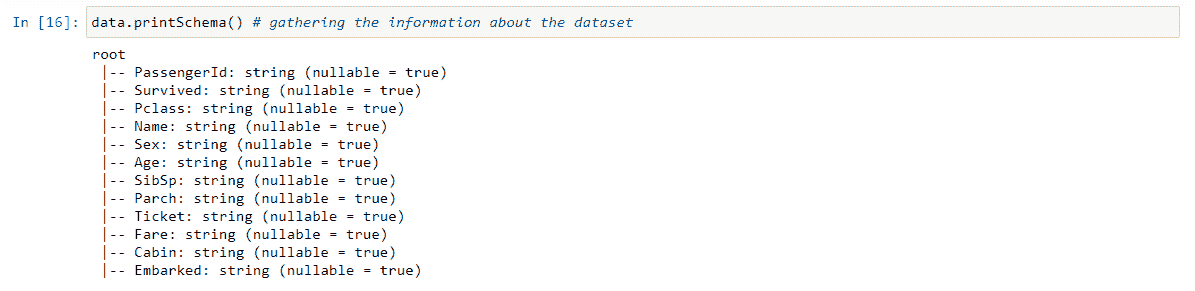 In [16]: data.printSchema() # gathering the information about the dataset
root
 |-- PassengerId: string (nullable = true)
 |-- Survived: string (nullable = true)
 |-- Pclass: string (nullable = true)
 |-- Name: string (nullable = true)
 |-- Sex: string (nullable = true)
 |-- Age: string (nullable = true)
 |-- SibSp: string (nullable = true)
 |-- Parch: string (nullable = true)
 |-- Ticket: string (nullable = true)
 |-- Fare: string (nullable = true)
 |-- Cabin: string (nullable = true)
 |-- Embarked: string (nullable = true)